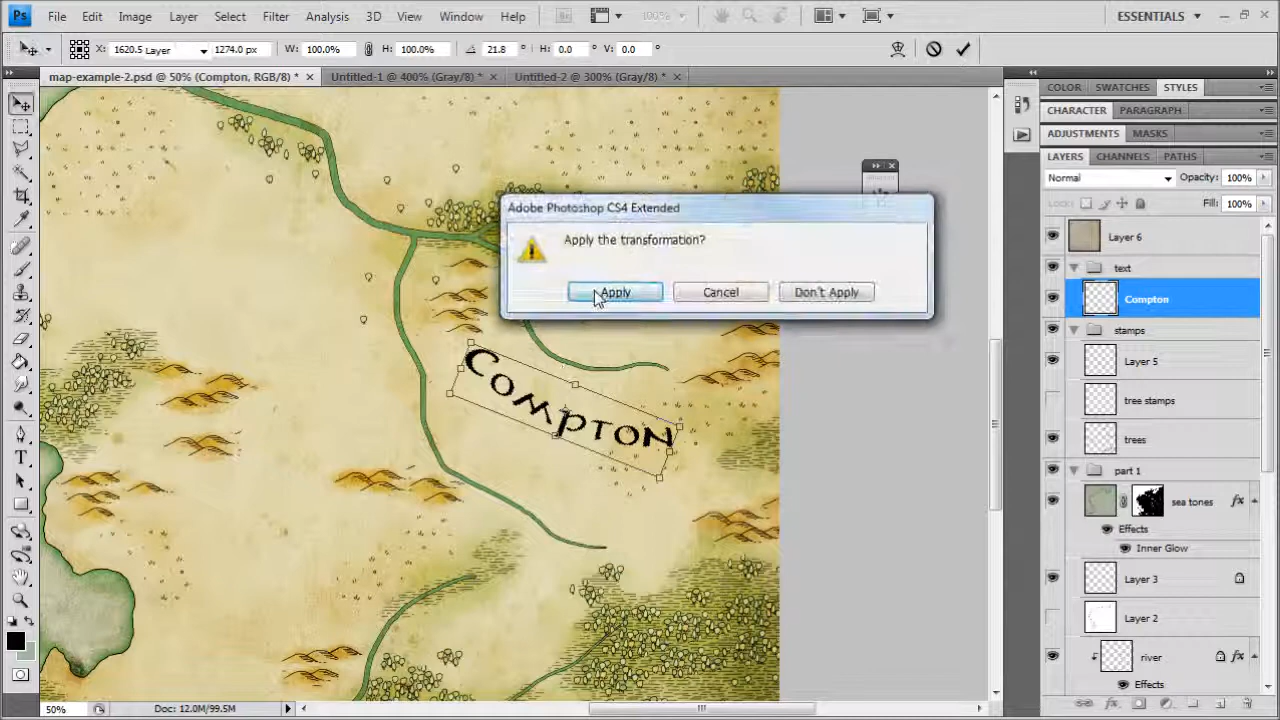 Ps File Edit Image Layer Select Filter Analysis 3D View Window Help Br 100% ESSENTIALS
X: 1620.5 Layer 1274.0 px W: 100.0% H: 100.0% 21.8 ° H: 0.0 ° V: 0.0 °
map-example-2.psd @ 50% (Compton, RGB/8) * Untitled-1 @ 400% (Gray/8) * Untitled-2 @ 300% (Gray/8) *
COLOR SWATCHES STYLES
CHARACTER PARAGRAPH
ADJUSTMENTS MASKS
LAYERS CHANNELS PATHS
Normal Opacity: 100%
Fill: 100%
Layer 6
text
Compton
stamps
Layer 5
tree stamps
trees
part 1
sea tones fx
Effects
Inner Glow
Layer 3
Layer 2
river fx
Effects
Adobe Photoshop CS4 Extended
Apply the transformation?
Apply Cancel Don't Apply
Compton
50% Doc: 12.0M/99.5M